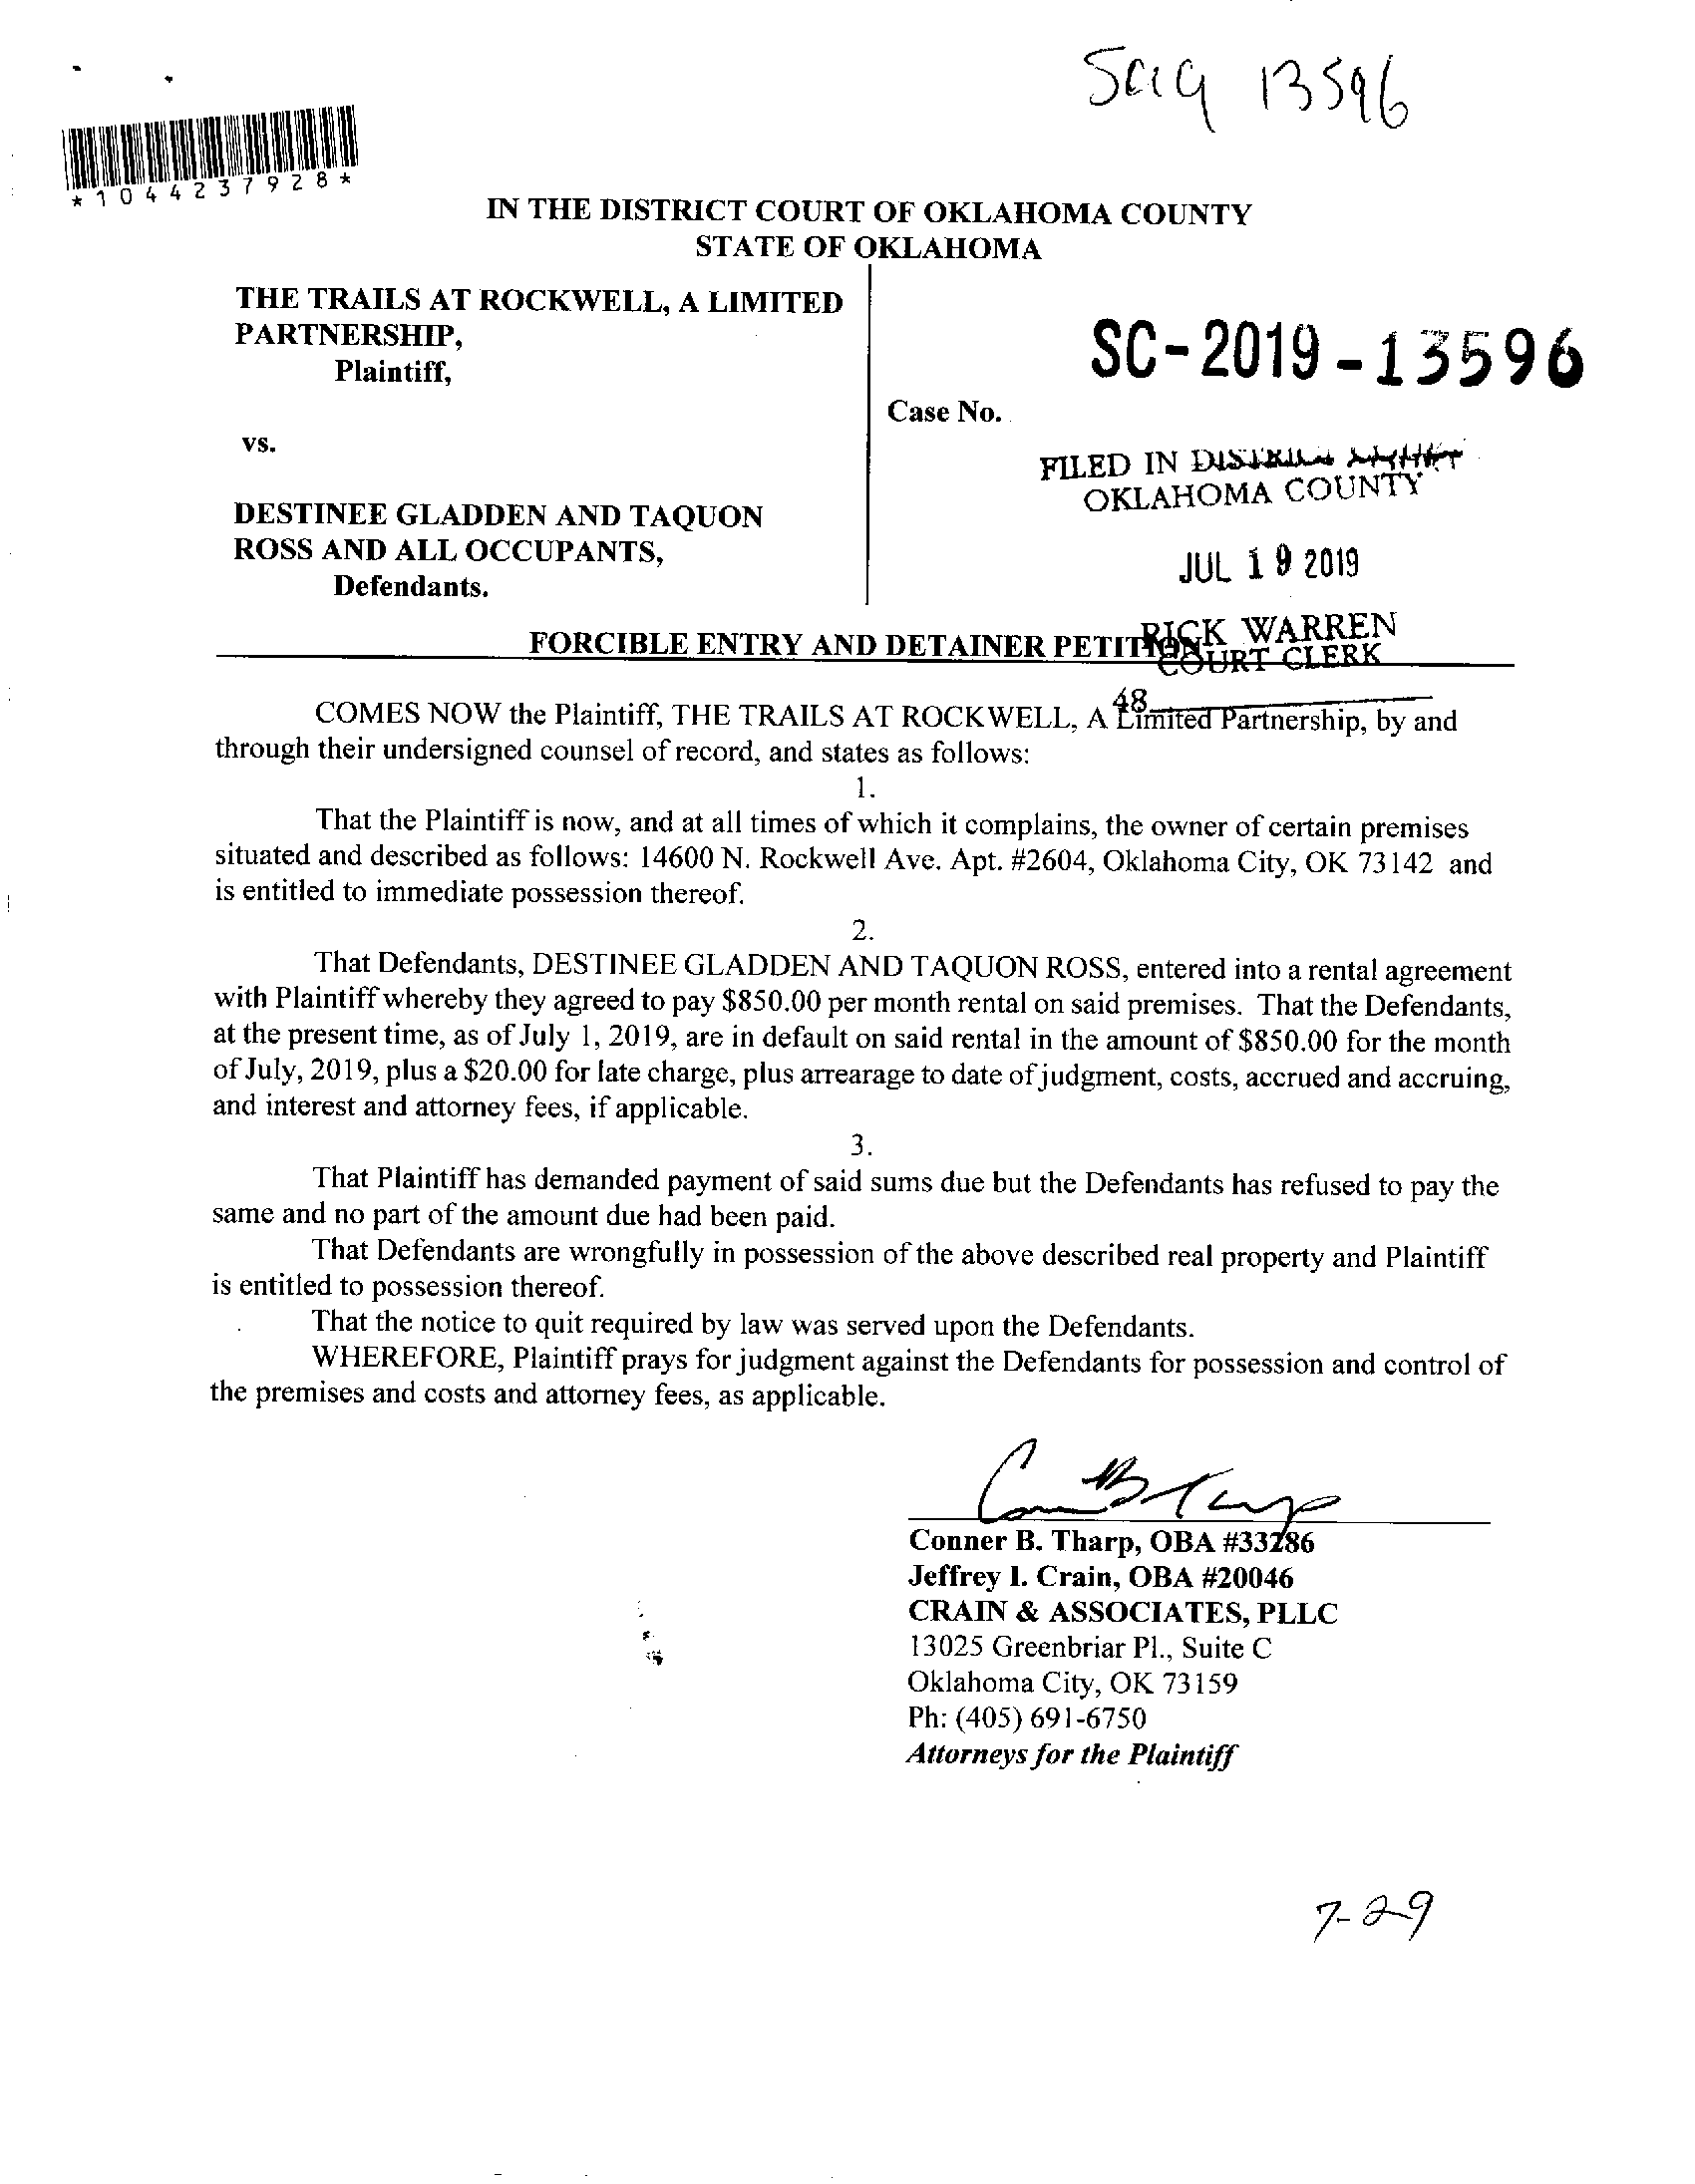 SC19 13596
*1044237928*
IN THE DISTRICT COURT OF OKLAHOMA COUNTY
STATE OF OKLAHOMA
THE TRAILS AT ROCKWELL, A LIMITED
PARTNERSHIP,
Plaintiff,
SC-2019-13596
Case No.
vs.
FILED IN DISTRICT COURT
OKLAHOMA COUNTY
DESTINEE GLADDEN AND TAQUON
ROSS AND ALL OCCUPANTS,
Defendants.
JUL 19 2019
RICK WARREN
COURT CLERK
FORCIBLE ENTRY AND DETAINER PETITION
48
COMES NOW the Plaintiff, THE TRAILS AT ROCKWELL, A Limited Partnership, by and
through their undersigned counsel of record, and states as follows:
1.
That the Plaintiff is now, and at all times of which it complains, the owner of certain premises
situated and described as follows: 14600 N. Rockwell Ave. Apt. #2604, Oklahoma City, OK 73142 and
is entitled to immediate possession thereof.
2.
That Defendants, DESTINEE GLADDEN AND TAQUON ROSS, entered into a rental agreement
with Plaintiff whereby they agreed to pay $850.00 per month rental on said premises. That the Defendants,
at the present time, as of July 1, 2019, are in default on said rental in the amount of $850.00 for the month
of July, 2019, plus a $20.00 for late charge, plus arrearage to date of judgment, costs, accrued and accruing,
and interest and attorney fees, if applicable.
3.
That Plaintiff has demanded payment of said sums due but the Defendants has refused to pay the
same and no part of the amount due had been paid.
That Defendants are wrongfully in possession of the above described real property and Plaintiff
is entitled to possession thereof.
That the notice to quit required by law was served upon the Defendants.
WHEREFORE, Plaintiff prays for judgment against the Defendants for possession and control of
the premises and costs and attorney fees, as applicable.
Conner B. Tharp, OBA #33286
Jeffrey I. Crain, OBA #20046
CRAIN & ASSOCIATES, PLLC
13025 Greenbriar Pl., Suite C
Oklahoma City, OK 73159
Ph: (405) 691-6750
Attorneys for the Plaintiff
7-29